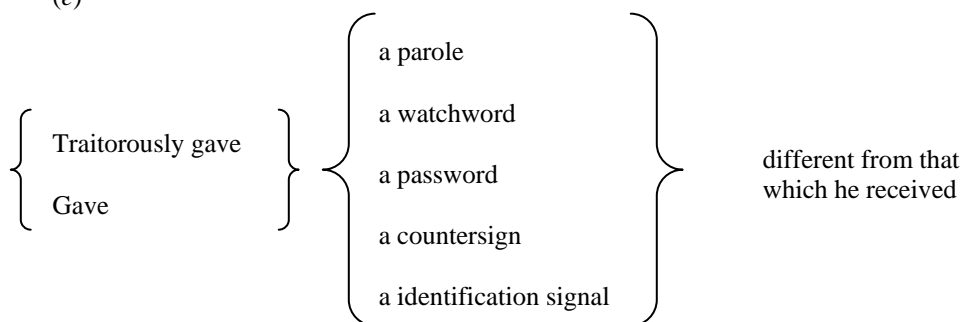 (e)
a parole
a watchword
Traitorously gave
a password
different from that
which he received
Gave
a countersign
a identification signal